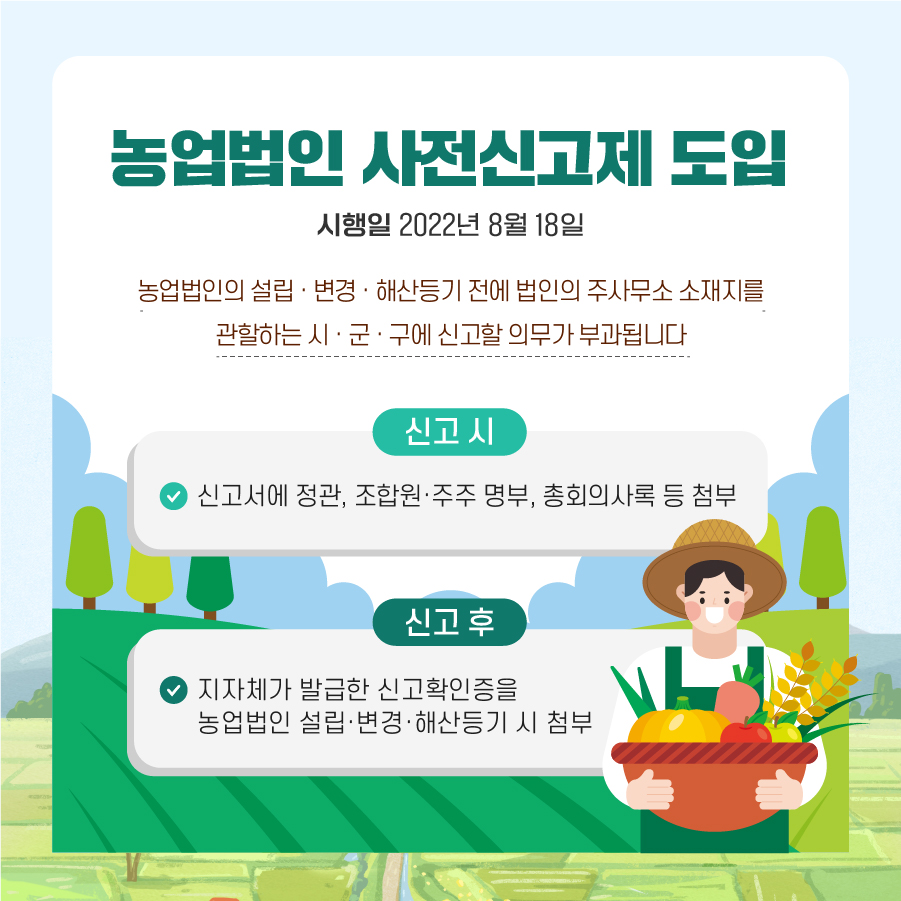 농업법인 사전신고제 도입
시행일 2022년 8월 18일
농업법인의 설립 · 변경 · 해산등기 전에 법인의 주사무소 소재지를
관할하는 시 · 군 · 구에 신고할 의무가 부과됩니다
신고 시
신고서에 정관, 조합원·주주 명부, 총회의사록 등 첨부
신고 후
지자체가 발급한 신고확인증을
농업법인 설립·변경·해산등기 시 첨부